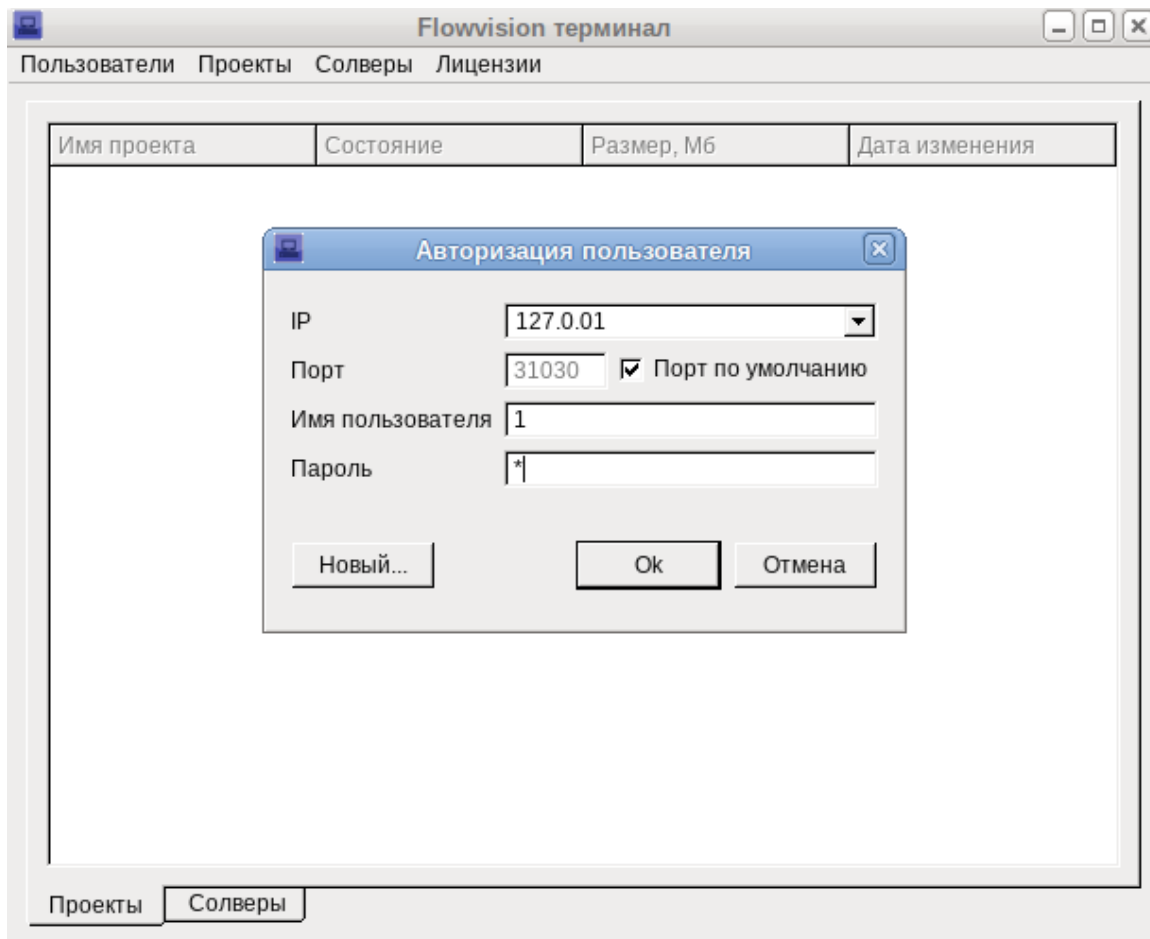 Flowvision терминал
Пользователи Проекты Солверы Лицензии
Имя проекта Состояние Размер, Мб Дата изменения
Авторизация пользователя
IP 127.0.01
Порт 31030 Порт по умолчанию
Имя пользователя 1
Пароль *
Новый... Ok Отмена
Проекты Солверы